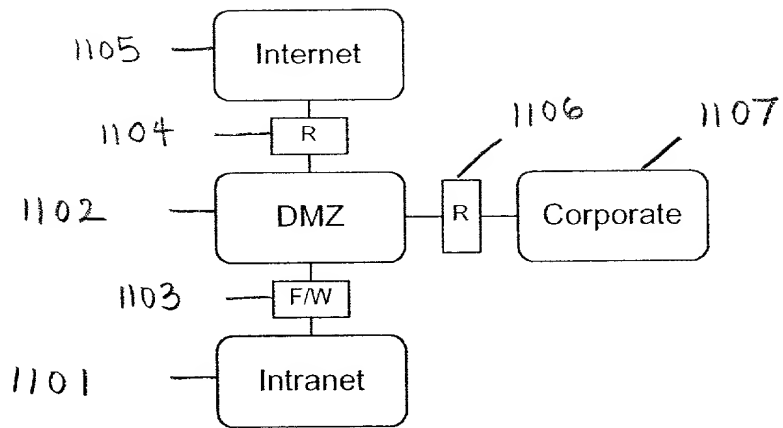 1105 Internet
1104 R
1106 1107
1102 DMZ R Corporate
1103 F/W
1101 Intranet